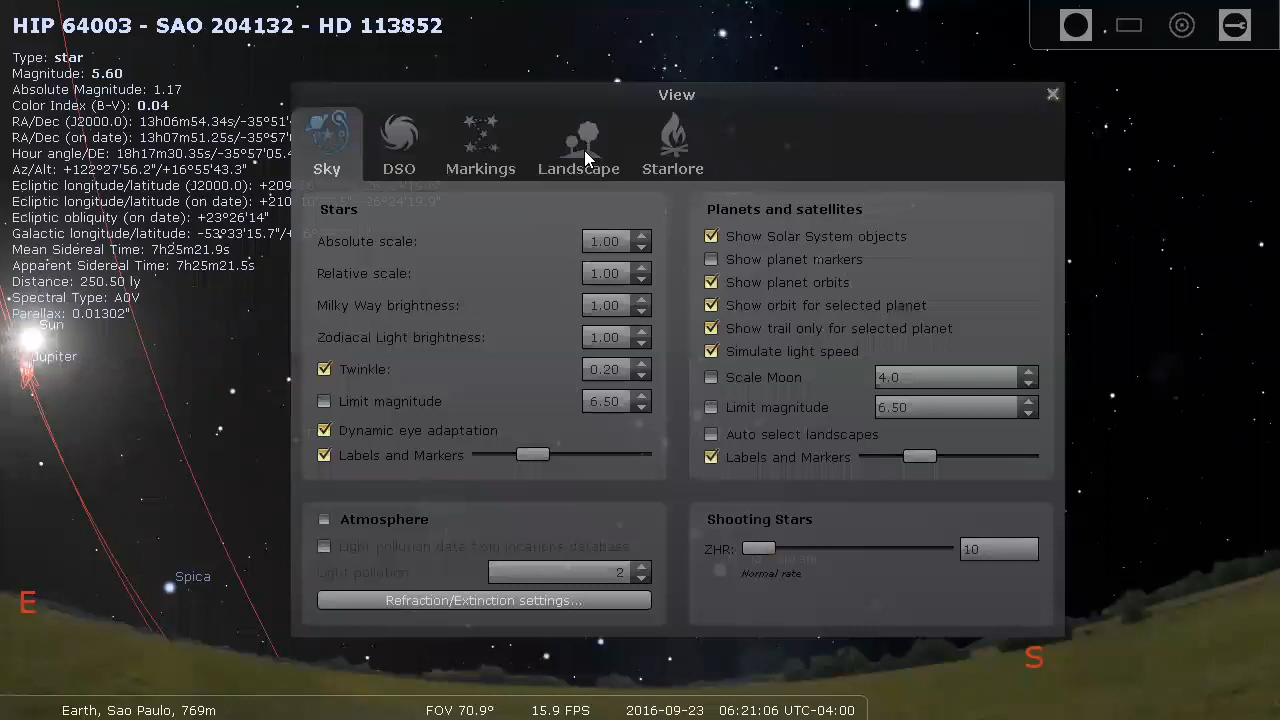 HIP 64003 - SAO 204132 - HD 113852
Type: star
Magnitude: 5.60
Absolute Magnitude: 1.17
Color Index (B-V): 0.04
RA/Dec (J2000.0): 13h06m54.34s/-35°51'
RA/Dec (on date): 13h07m51.25s/-35°57'
Hour angle/DE: 18h17m30.35s/-35°57'05.4
Az/Alt: +122°27'56.2"/+16°55'43.3"
Ecliptic longitude/latitude (J2000.0): +209
Ecliptic longitude/latitude (on date): +210
Ecliptic obliquity (on date): +23°26'14"
Galactic longitude/latitude: -53°33'15.7"/+
Mean Sidereal Time: 7h25m21.9s
Apparent Sidereal Time: 7h25m21.5s
Distance: 250.50 ly
Spectral Type: A0V
Parallax: 0.01302"
Sun
Jupiter
Spica
E
S
View
Sky
DSO
Markings
Landscape
Starlore
Stars
Absolute scale: 1.00
Relative scale: 1.00
Milky Way brightness: 1.00
Zodiacal Light brightness: 1.00
Twinkle: 0.20
Limit magnitude 6.50
Dynamic eye adaptation
Labels and Markers
Planets and satellites
Show Solar System objects
Show planet markers
Show planet orbits
Show orbit for selected planet
Show trail only for selected planet
Simulate light speed
Scale Moon 4.0
Limit magnitude 6.50
Auto select landscapes
Labels and Markers
Atmosphere
Light pollution data from locations database
Light pollution: 2
Refraction/Extinction settings...
Shooting Stars
ZHR: 10
Normal rate
Earth, Sao Paulo, 769m
FOV 70.9°
15.9 FPS
2016-09-23 06:21:06 UTC-04:00